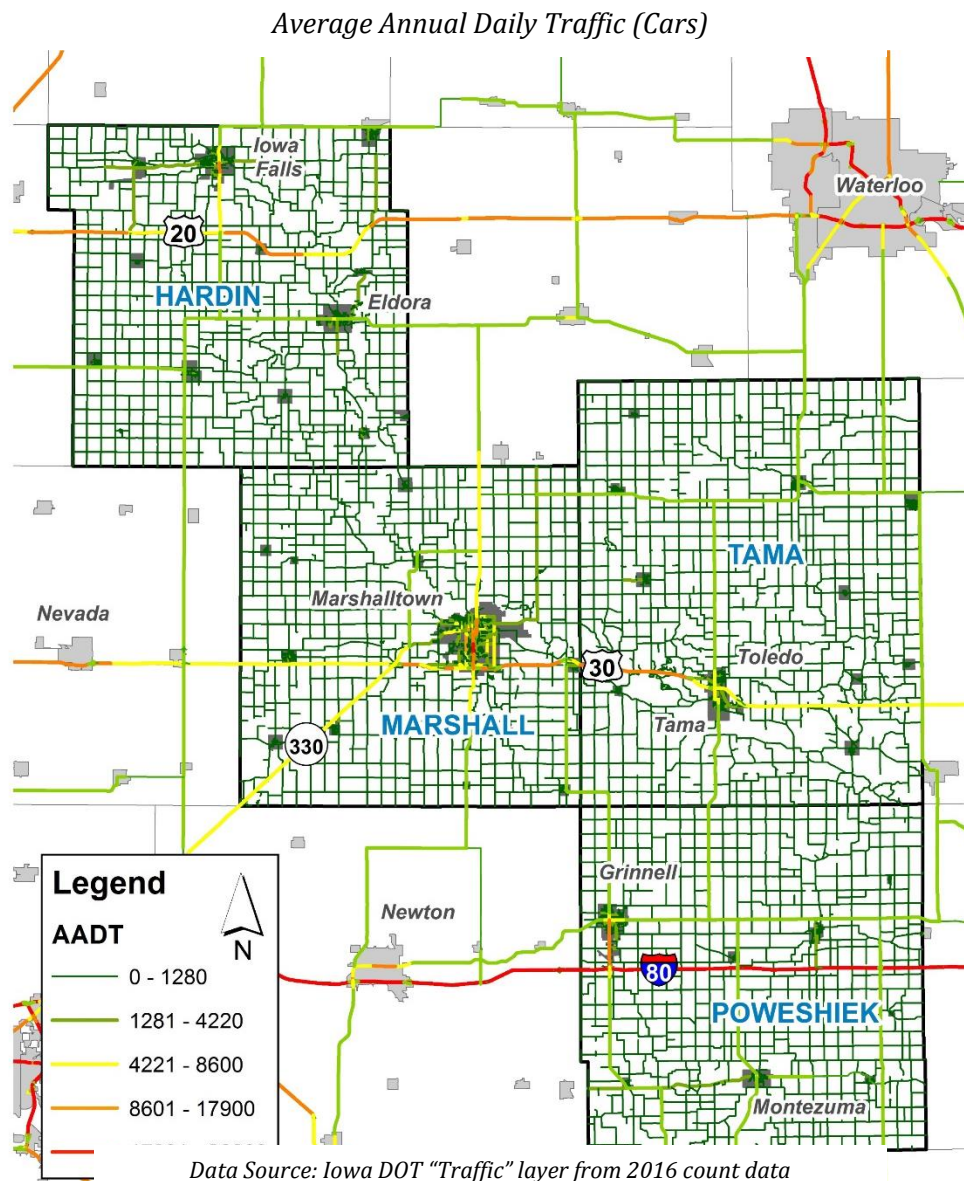 Average Annual Daily Traffic (Cars)
Iowa
Falls
Waterloo
20
HARDIN
Eldora
TAMA
Marshalltown
Nevada
30
Toledo
Tama
MARSHALL
330
Grinnell
Newton
80
POWESHIEK
Montezuma
Legend
AADT
N
0 - 1280
1281 - 4220
4221 - 8600
8601 - 17900
Data Source: Iowa DOT “Traffic” layer from 2016 count data